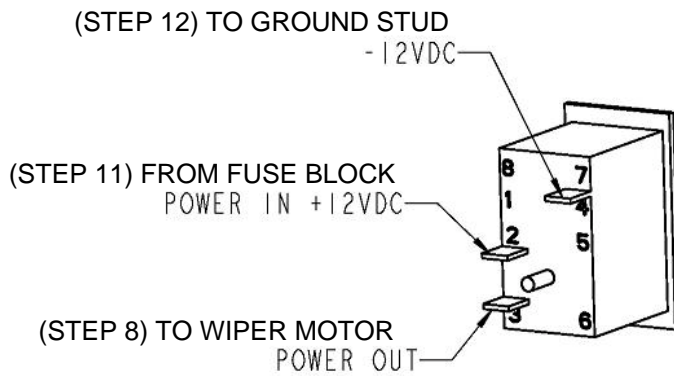 (STEP 12) TO GROUND STUD
-12VDC
(STEP 11) FROM FUSE BLOCK
POWER IN +12VDC
(STEP 8) TO WIPER MOTOR
POWER OUT
8 7
1 4
2 5
3 6